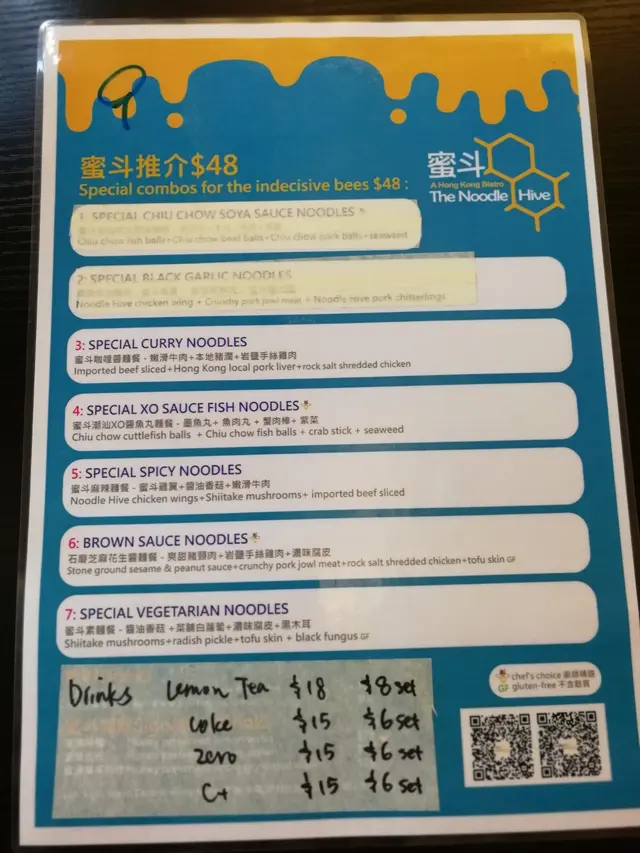 9
蜜斗推介$48
Special combos for the indecisive bees $48 :
蜜斗
A Hong Kong Bistro
The Noodle Hive
1: SPECIAL CHIU CHOW SOYA SAUCE NOODLES
Chiu chow fish balls+Chiu chow beef balls+Chiu chow pork balls+seaweed
2: SPECIAL BLACK GARLIC NOODLES
Noodle Hive chicken wing + Crunchy pork jowl meat + Noodle Hive pork chitterlings
3: SPECIAL CURRY NOODLES
蜜斗咖哩醬麵餐 - 嫩滑牛肉+本地豬潤+岩鹽手絲雞肉
Imported beef sliced+Hong Kong local pork liver+rock salt shredded chicken
4: SPECIAL XO SAUCE FISH NOODLES
蜜斗潮汕XO醬魚丸麵餐 - 墨魚丸+ 魚肉丸 + 蟹肉棒+ 紫菜
Chiu chow cuttlefish balls + Chiu chow fish balls + crab stick + seaweed
5: SPECIAL SPICY NOODLES
蜜斗麻辣麵餐 - 蜜斗雞翼+醬油香菇+嫩滑牛肉
Noodle Hive chicken wings+Shiitake mushrooms+ imported beef sliced
6: BROWN SAUCE NOODLES
石磨芝麻花生醬麵餐 - 爽甜豬頸肉+岩鹽手絲雞肉+濃味腐皮
Stone ground sesame & peanut sauce+crunchy pork jowl meat+rock salt shredded chicken+tofu skin GF
7: SPECIAL VEGETARIAN NOODLES
蜜斗素麵餐 - 醬油香菇 +菜脯白蘿蔔+濃味腐皮+黑木耳
Shiitake mushrooms+radish pickle+tofu skin + black fungus GF
Drinks Lemon Tea $18 $8 set
Coke $15 $6 set
Zero $15 $6 set
C+ $15 $6 set
chef's choice 廚師精選
GF gluten-free 不含麩質